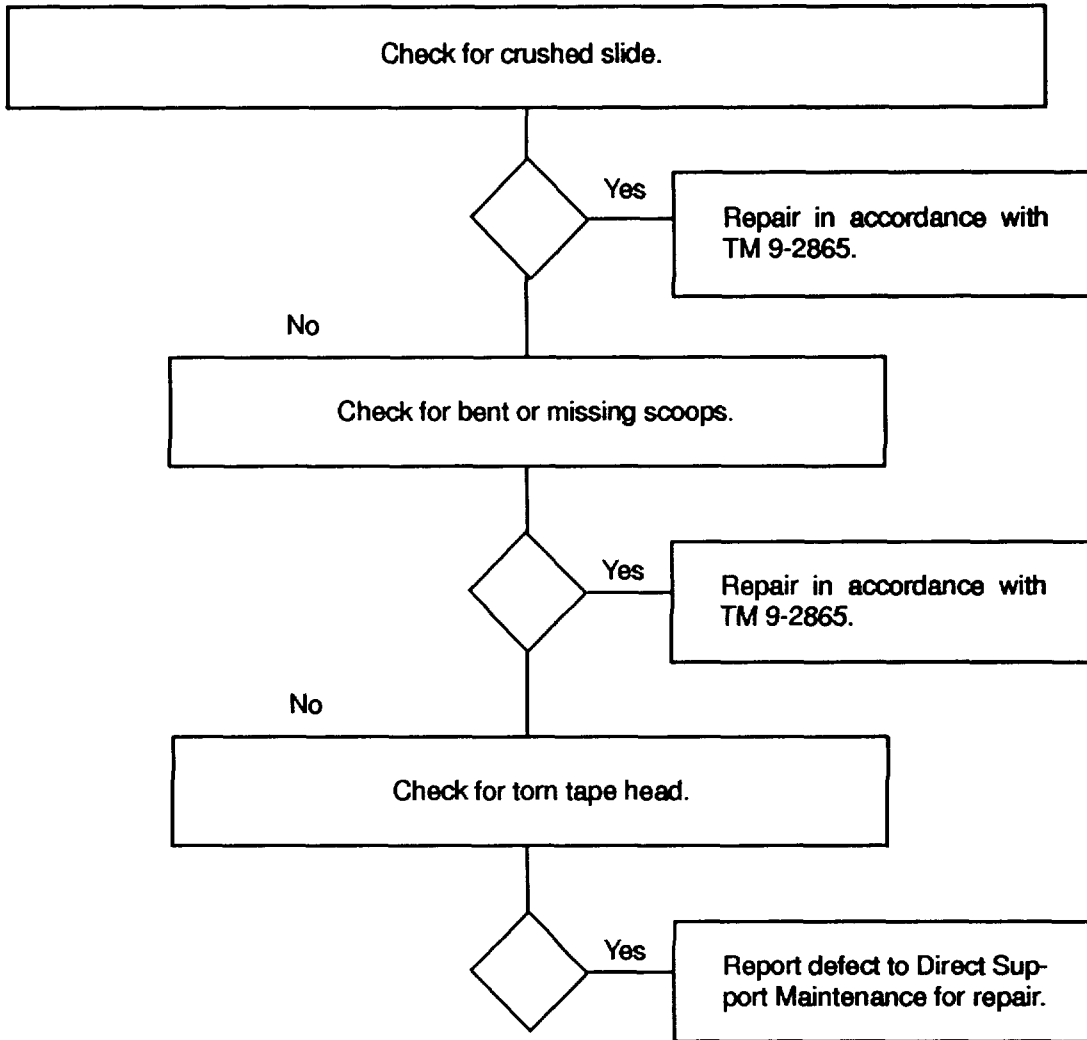 Check for crushed slide.
Yes
Repair in accordance with
TM 9-2865.
No
Check for bent or missing scoops.
Yes
Repair in accordance with
TM 9-2865.
No
Check for torn tape head.
Yes
Report defect to Direct Sup-
port Maintenance for repair.